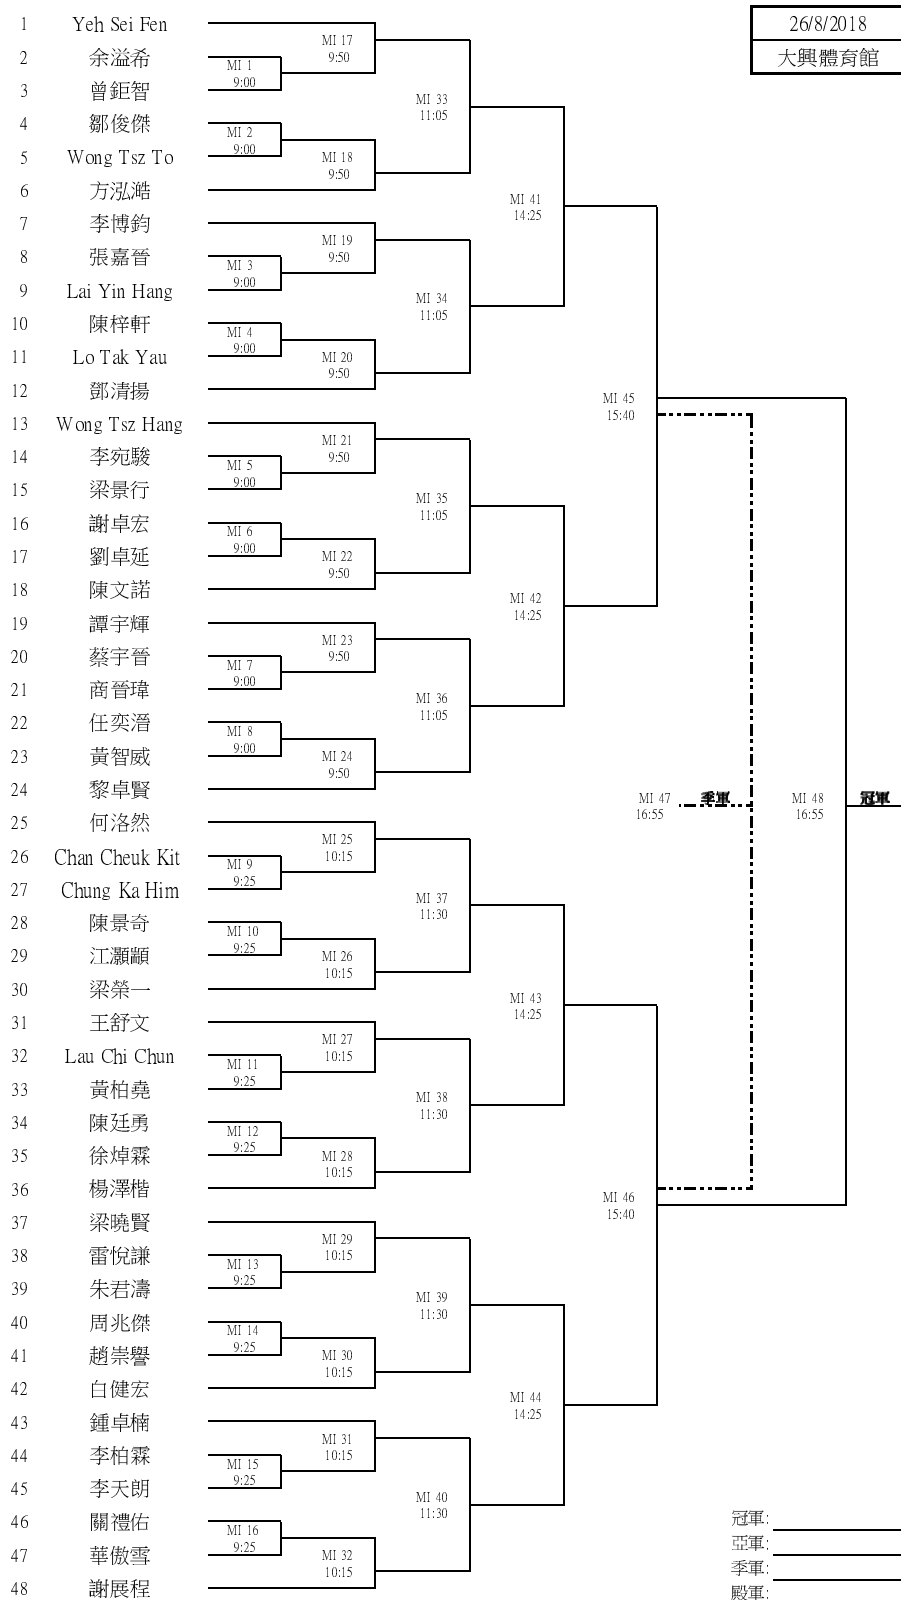 26/8/2018
大興體育館
1 Yeh Sei Fen
2 余溢希
3 曾鉅智
4 鄒俊傑
5 Wong Tsz To
6 方泓澔
7 李博鈞
8 張嘉晉
9 Lai Yin Hang
10 陳梓軒
11 Lo Tak Yau
12 鄧清揚
13 Wong Tsz Hang
14 李宛駿
15 梁景行
16 謝卓宏
17 劉卓延
18 陳文諾
19 譚宇輝
20 蔡宇晉
21 商晉瑋
22 任奕溍
23 黃智威
24 黎卓賢
25 何洛然
26 Chan Cheuk Kit
27 Chung Ka Him
28 陳景奇
29 江灝顓
30 梁榮一
31 王舒文
32 Lau Chi Chun
33 黃柏堯
34 陳廷勇
35 徐焯霖
36 楊澤楷
37 梁曉賢
38 雷悅謙
39 朱君濤
40 周兆傑
41 趙崇譽
42 白健宏
43 鍾卓楠
44 李柏霖
45 李天朗
46 關禮佑
47 華傲雪
48 謝展程
MI 1
9:00
MI 2
9:00
MI 3
9:00
MI 4
9:00
MI 5
9:00
MI 6
9:00
MI 7
9:00
MI 8
9:00
MI 9
9:25
MI 10
9:25
MI 11
9:25
MI 12
9:25
MI 13
9:25
MI 14
9:25
MI 15
9:25
MI 16
9:25
MI 17
9:50
MI 18
9:50
MI 19
9:50
MI 20
9:50
MI 21
9:50
MI 22
9:50
MI 23
9:50
MI 24
9:50
MI 25
10:15
MI 26
10:15
MI 27
10:15
MI 28
10:15
MI 29
10:15
MI 30
10:15
MI 31
10:15
MI 32
10:15
MI 33
11:05
MI 34
11:05
MI 35
11:05
MI 36
11:05
MI 37
11:30
MI 38
11:30
MI 39
11:30
MI 40
11:30
MI 41
14:25
MI 42
14:25
MI 43
14:25
MI 44
14:25
MI 45
15:40
MI 46
15:40
MI 47 季軍
16:55
MI 48 冠軍
16:55
冠軍:
亞軍:
季軍:
殿軍: